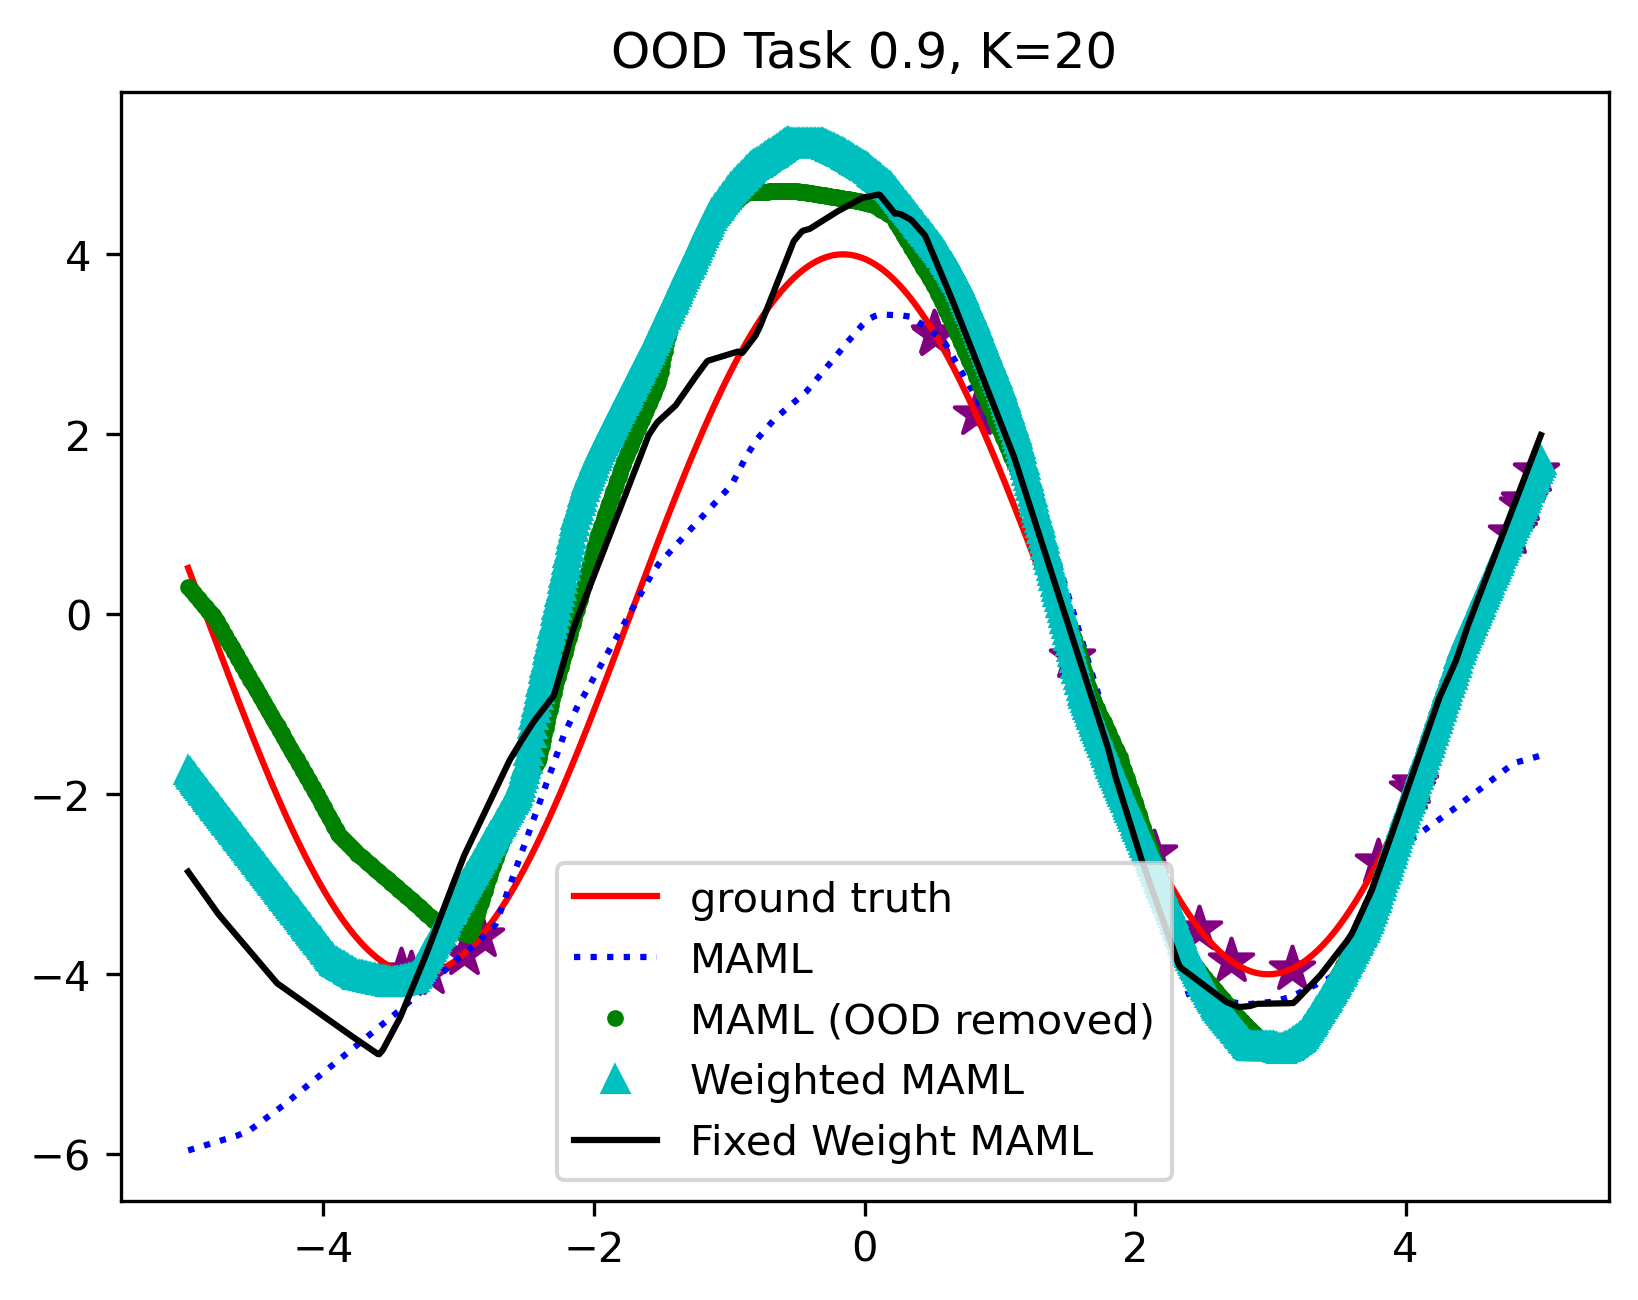 OOD Task 0.9, K=20
4
2
0
−2
−4
−6
ground truth
MAML
MAML (OOD removed)
Weighted MAML
Fixed Weight MAML
−4 −2 0 2 4